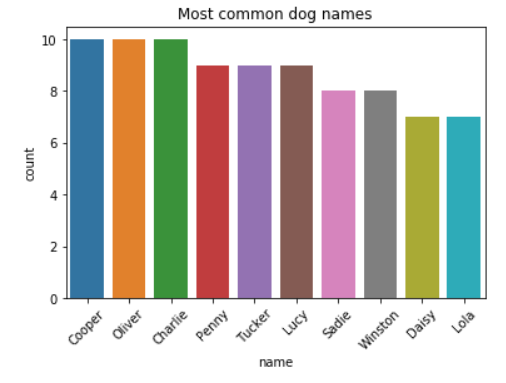 Most common dog names
10
8
6
4
2
0
count
Cooper
Oliver
Charlie
Penny
Tucker
Lucy
Sadie
Winston
Daisy
Lola
name